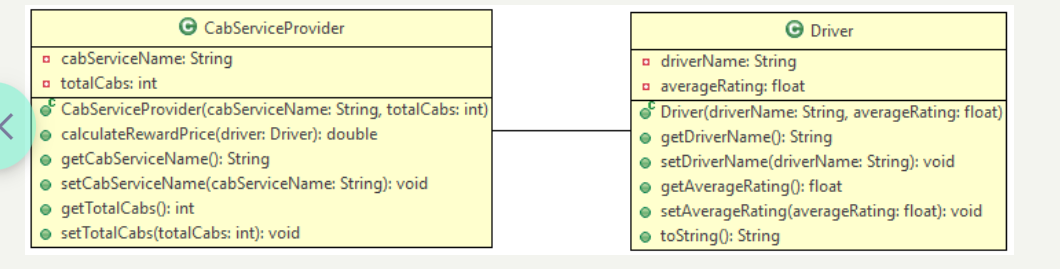 C CabServiceProvider
cabServiceName: String
totalCabs: int
CabServiceProvider(cabServiceName: String, totalCabs: int)
calculateRewardPrice(driver: Driver): double
getCabServiceName(): String
setCabServiceName(cabServiceName: String): void
getTotalCabs(): int
setTotalCabs(totalCabs: int): void
C Driver
driverName: String
averageRating: float
Driver(driverName: String, averageRating: float)
getDriverName(): String
setDriverName(driverName: String): void
getAverageRating(): float
setAverageRating(averageRating: float): void
toString(): String